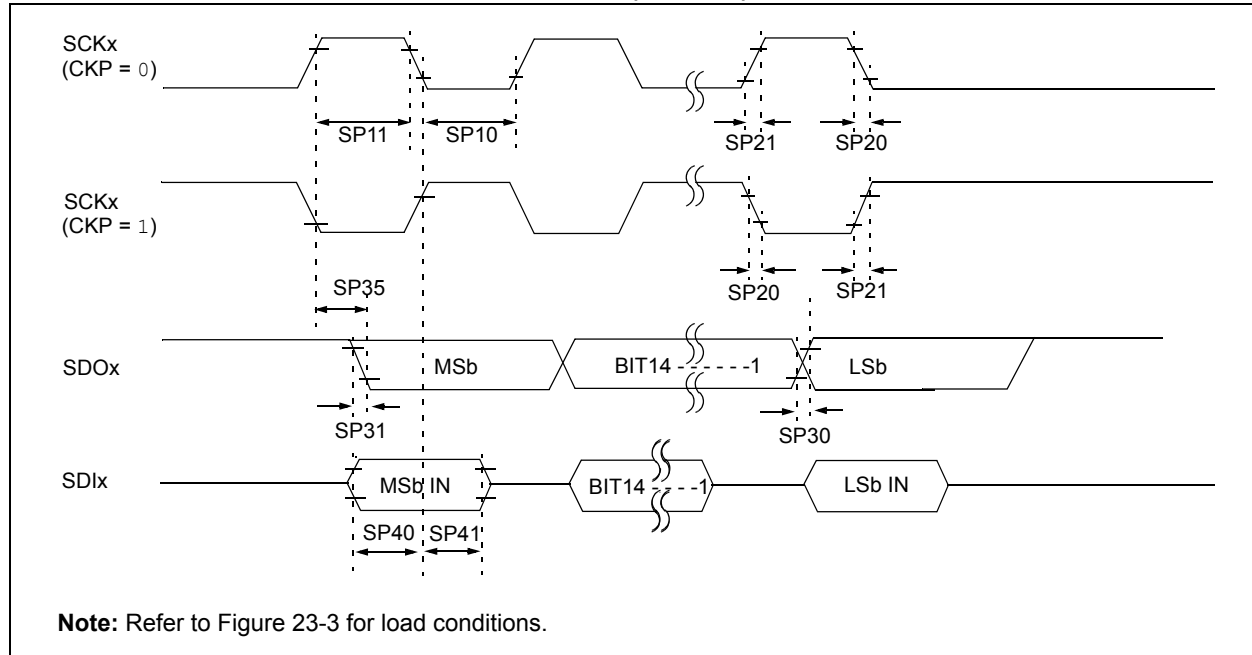 SCKx
(CKP = 0)
SP11
SP10
SP21
SP20
SCKx
(CKP = 1)
SP35
SP20
SP21
SDOx
MSb
BIT14 - - - - - - -1
LSb
SP31
SP30
SDIx
MSb IN
BIT14 - - - - -1
LSb IN
SP40
SP41
Note: Refer to Figure 23-3 for load conditions.